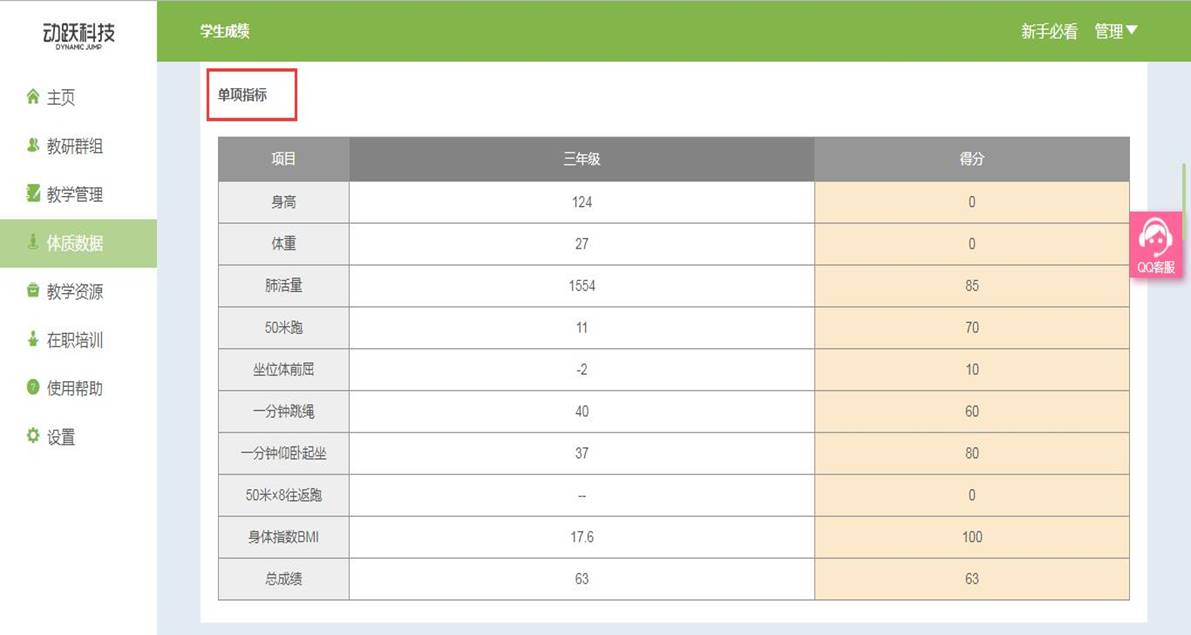 动跃科技
DYNAMIC JUMP
学生成绩
新手必看 管理
主页
教研群组
教学管理
体质数据
教学资源
在职培训
使用帮助
设置
单项指标
项目 三年级 得分
身高 124 0
体重 27 0
肺活量 1554 85
50米跑 11 70
坐位体前屈 -2 10
一分钟跳绳 40 60
一分钟仰卧起坐 37 80
50米×8往返跑 -- 0
身体指数BMI 17.6 100
总成绩 63 63
QQ客服